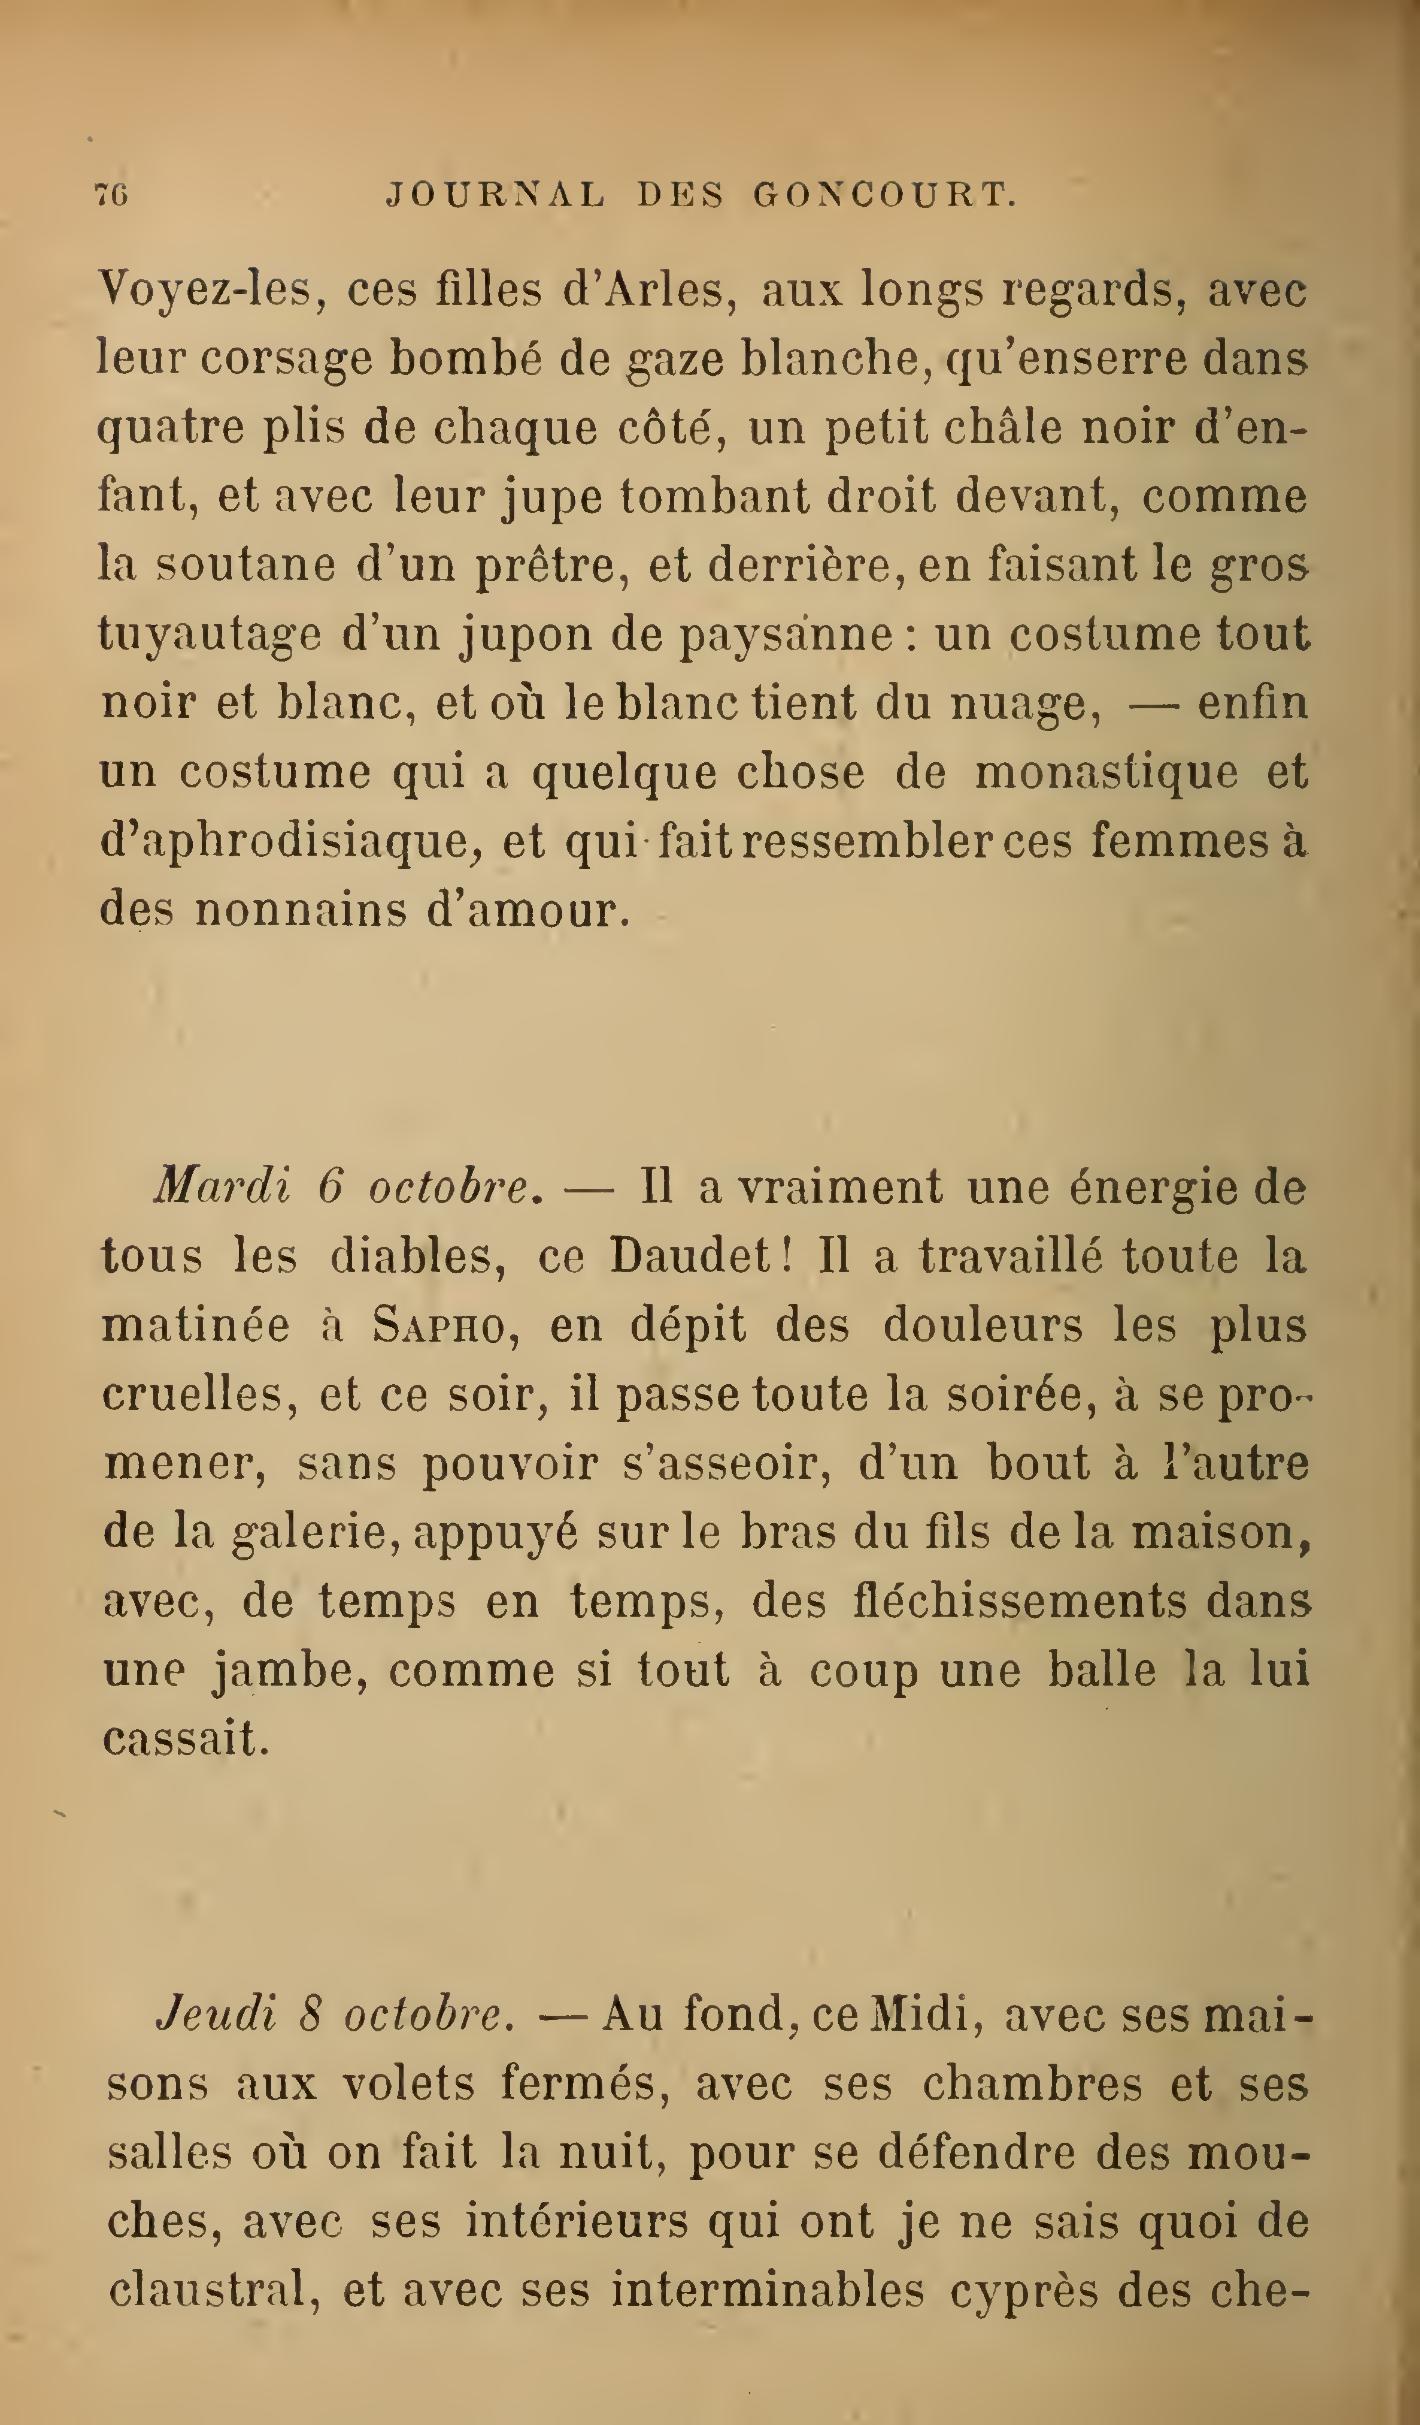 76 JOURNAL DES GONCOURT.
Voyez-les, ces filles d'Arles, aux longs regards, avec
leur corsage bombé de gaze blanche, qu'enserre dans
quatre plis de chaque côté, un petit châle noir d'en-
fant, et avec leur jupe tombant droit devant, comme
la soutane d'un prêtre, et derrière, en faisant le gros
tuyautage d'un jupon de paysanne : un costume tout
noir et blanc, et où le blanc tient du nuage, — enfin
un costume qui a quelque chose de monastique et
d'aphrodisiaque, et qui fait ressembler ces femmes à
des nonnains d'amour.
Mardi 6 octobre. — Il a vraiment une énergie de
tous les diables, ce Daudet! Il a travaillé toute la
matinée à SAPHO, en dépit des douleurs les plus
cruelles, et ce soir, il passe toute la soirée, à se pro-
mener, sans pouvoir s'asseoir, d'un bout à l'autre
de la galerie, appuyé sur le bras du fils de la maison,
avec, de temps en temps, des fléchissements dans
une jambe, comme si tout à coup une balle la lui
cassait.
Jeudi 8 octobre. — Au fond, ce Midi, avec ses mai-
sons aux volets fermés, avec ses chambres et ses
salles où on fait la nuit, pour se défendre des mou-
ches, avec ses intérieurs qui ont je ne sais quoi de
claustral, et avec ses interminables cyprès des che-